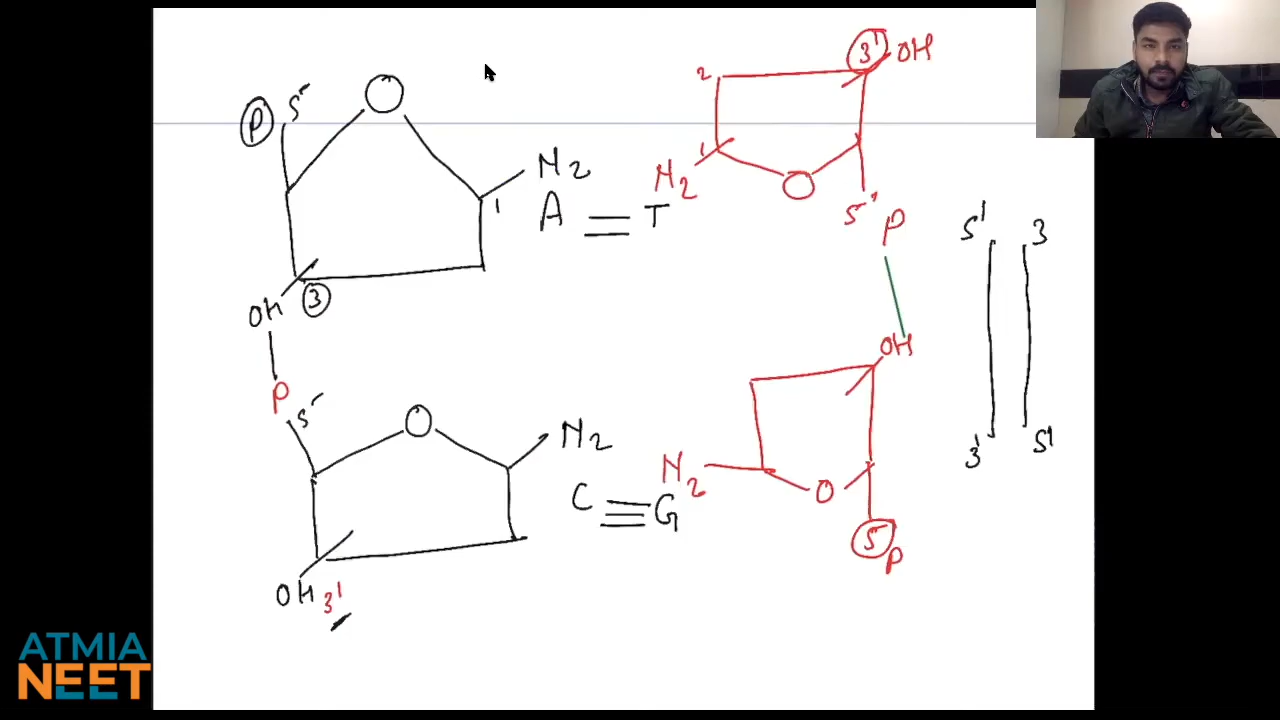 P 5'
N2
1
A = T
OH 3
P
5'
N2
C ≡ G
OH 3'
3' OH
2
1
N2
5'
P
OH
N2
O
5
P
5' 3
3' 5'
ATMIA
NEET